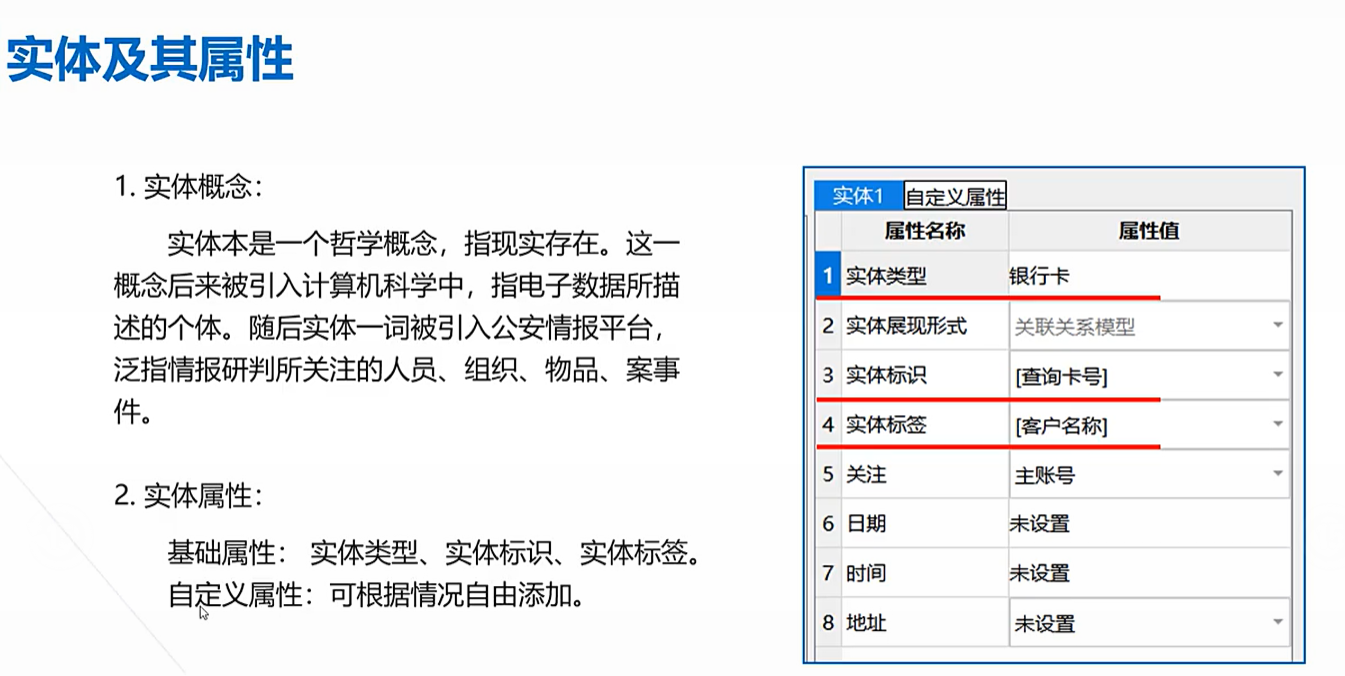 实体及其属性
1. 实体概念：
实体本是一个哲学概念，指现实存在。这一
概念后来被引入计算机科学中，指电子数据所描
述的个体。随后实体一词被引入公安情报平台，
泛指情报研判所关注的人员、组织、物品、案事
件。
2. 实体属性：
基础属性： 实体类型、实体标识、实体标签。
自定义属性：可根据情况自由添加。
实体1 自定义属性
属性名称 属性值
1 实体类型 银行卡
2 实体展现形式 关联关系模型
3 实体标识 [查询卡号]
4 实体标签 [客户名称]
5 关注 主账号
6 日期 未设置
7 时间 未设置
8 地址 未设置